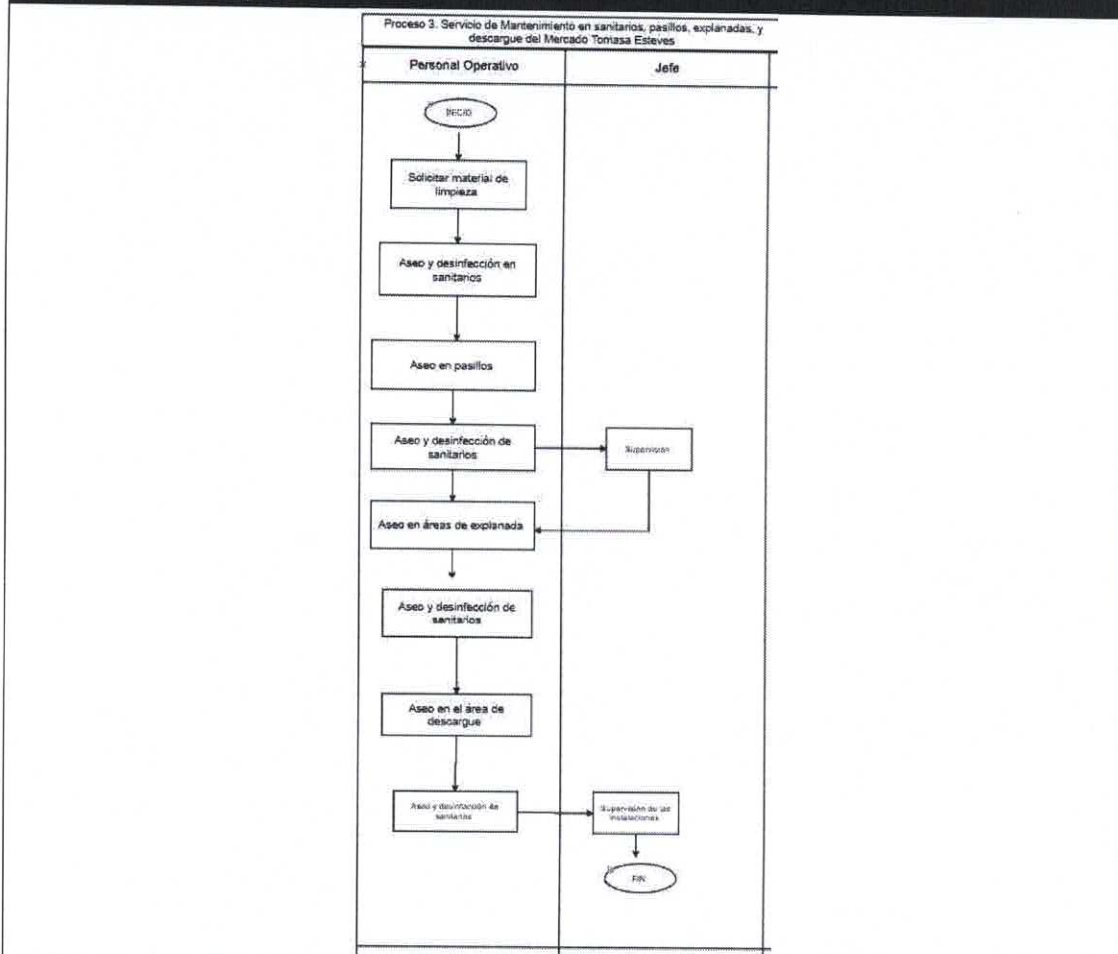 Proceso 3. Servicio de Mantenimiento en sanitarios, pasillos, explanadas, y
descargue del Mercado Tomasa Esteves
Personal Operativo
Jefe
INICIO
Solicitar material de
limpieza
Aseo y desinfección en
sanitarios
Aseo en pasillos
Aseo y desinfección de
sanitarios
Supervisión
Aseo en áreas de explanada
Aseo y desinfección de
sanitarios
Aseo en el área de
descargue
Aseo y desinfección de
sanitarios
Supervisión de las
instalaciones
FIN